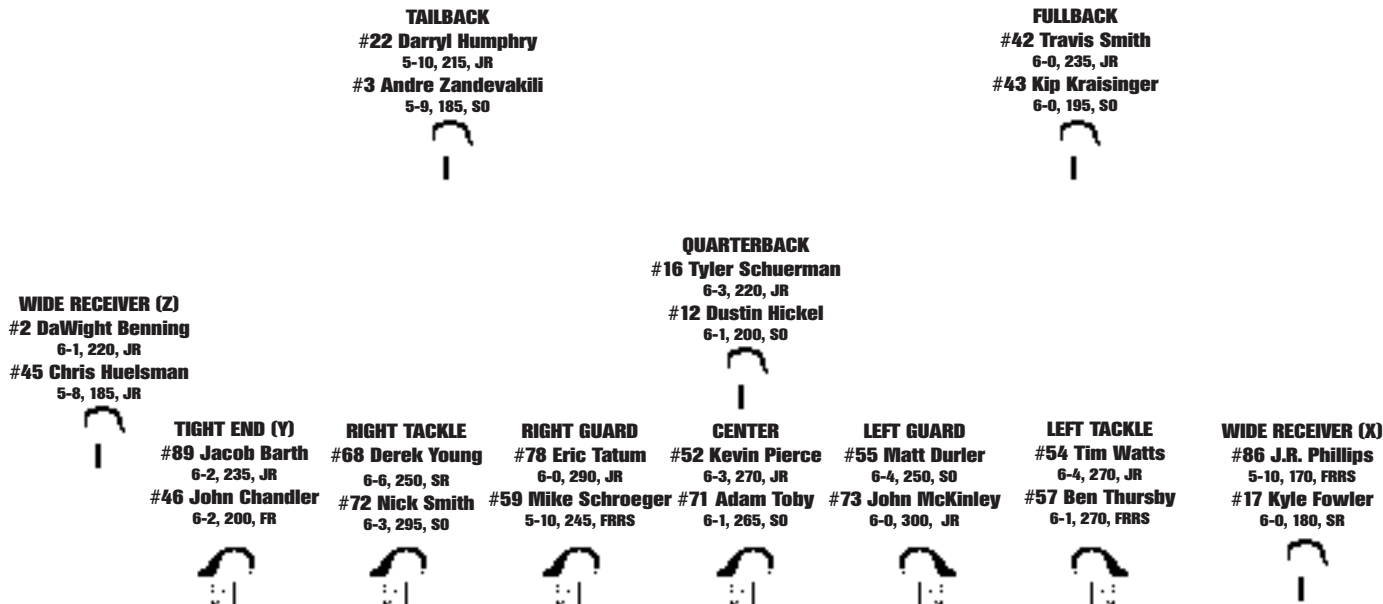 TAILBACK
#22 Darryl Humphry
5-10, 215, JR
#3 Andre Zandevakili
5-9, 185, SO
FULLBACK
#42 Travis Smith
6-0, 235, JR
#43 Kip Kraisinger
6-0, 195, SO
QUARTERBACK
#16 Tyler Schuerman
6-3, 220, JR
#12 Dustin Hickel
6-1, 200, SO
WIDE RECEIVER (Z)
#2 DaWight Benning
6-1, 220, JR
#45 Chris Huelsman
5-8, 185, JR
TIGHT END (Y)
#89 Jacob Barth
6-2, 235, JR
#46 John Chandler
6-2, 200, FR
RIGHT TACKLE
#68 Derek Young
6-6, 250, SR
#72 Nick Smith
6-3, 295, SO
RIGHT GUARD
#78 Eric Tatum
6-0, 290, JR
#59 Mike Schroeger
5-10, 245, FRRS
CENTER
#52 Kevin Pierce
6-3, 270, JR
#71 Adam Toby
6-1, 265, SO
LEFT GUARD
#55 Matt Durler
6-4, 250, SO
#73 John McKinley
6-0, 300, JR
LEFT TACKLE
#54 Tim Watts
6-4, 270, JR
#57 Ben Thursby
6-1, 270, FRRS
WIDE RECEIVER (X)
#86 J.R. Phillips
5-10, 170, FRRS
#17 Kyle Fowler
6-0, 180, SR